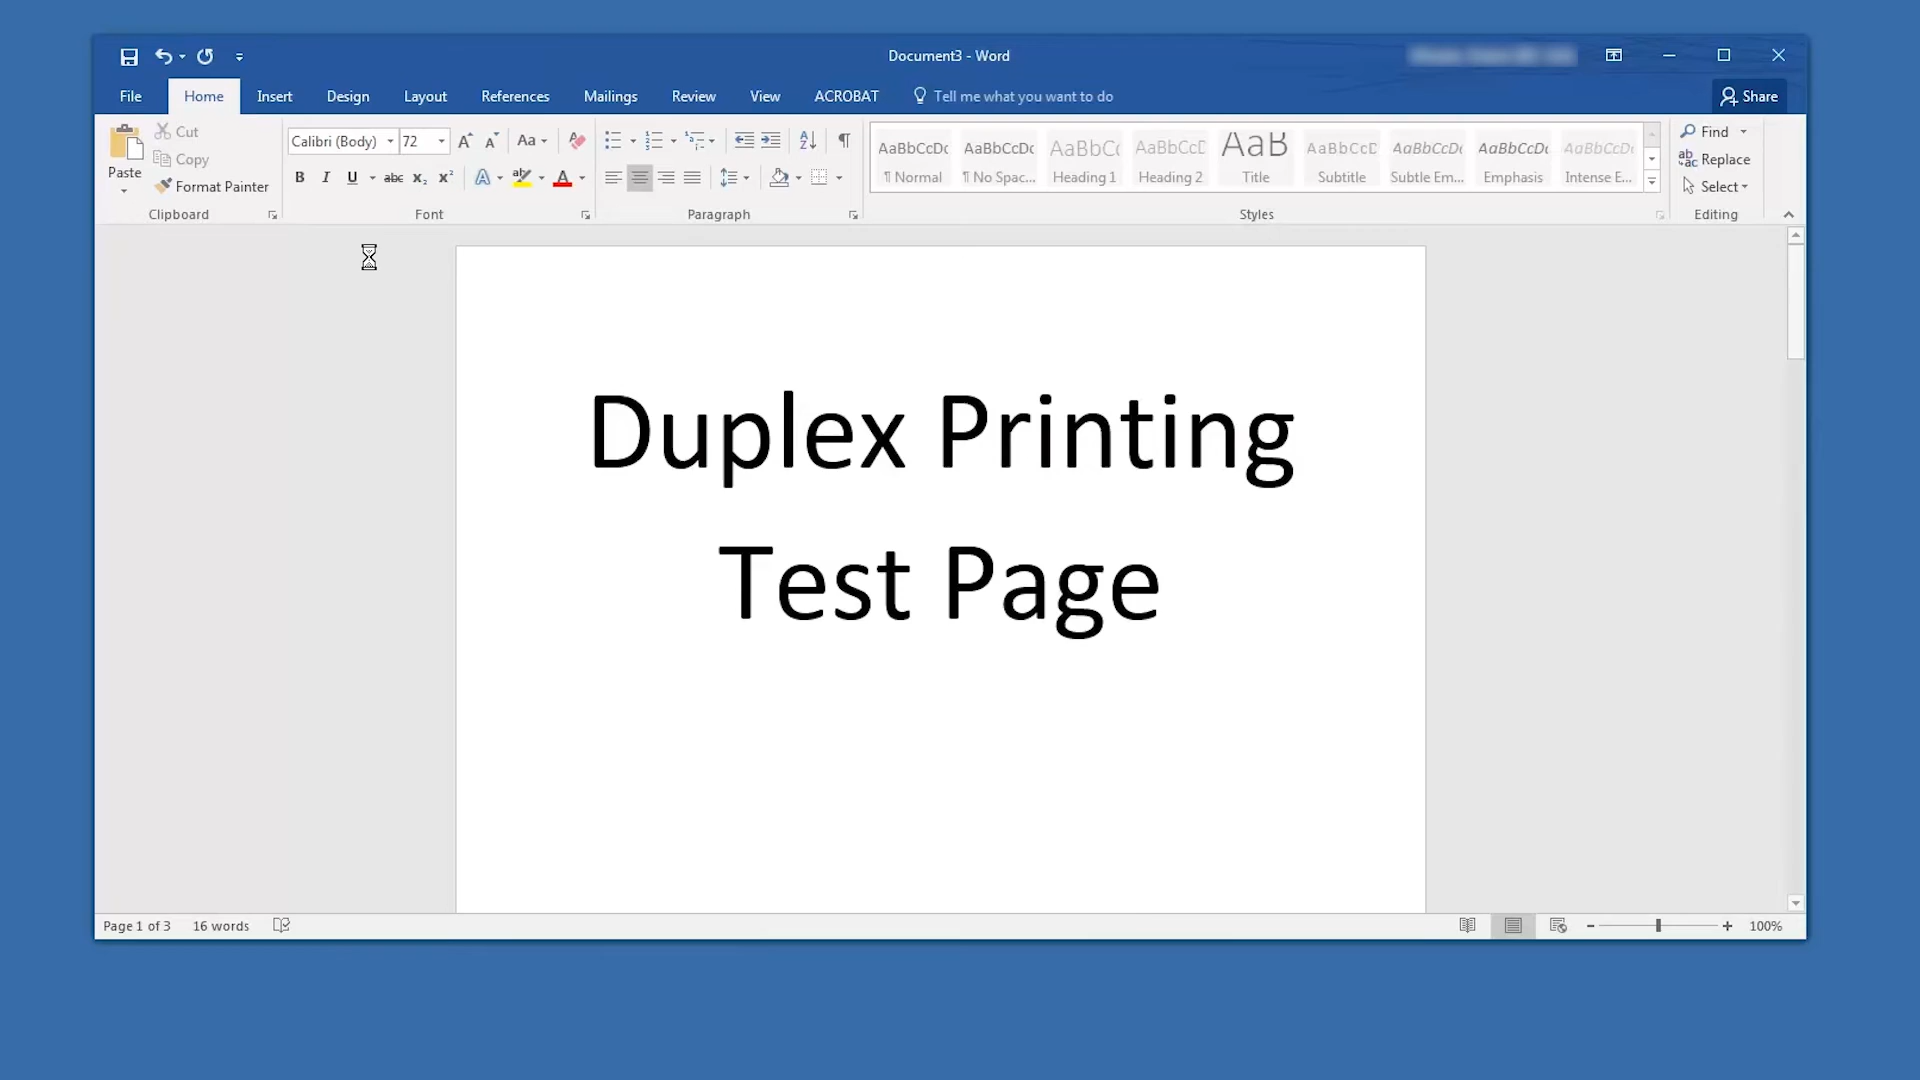 Document3 - Word
File Home Insert Design Layout References Mailings Review View ACROBAT Tell me what you want to do Share
Paste
Cut
Copy
Format Painter
Clipboard
Calibri (Body) 72
Font
Paragraph
AaBbCcDc AaBbCcDc AaBbCc AaBbCcD AaB AaBbCcD AaBbCcDc AaBbCcDc AaBbCcDc
¶ Normal ¶ No Spac... Heading 1 Heading 2 Title Subtitle Subtle Em... Emphasis Intense E...
Styles
Find
Replace
Select
Editing
Duplex Printing
Test Page
Page 1 of 3 16 words 100%